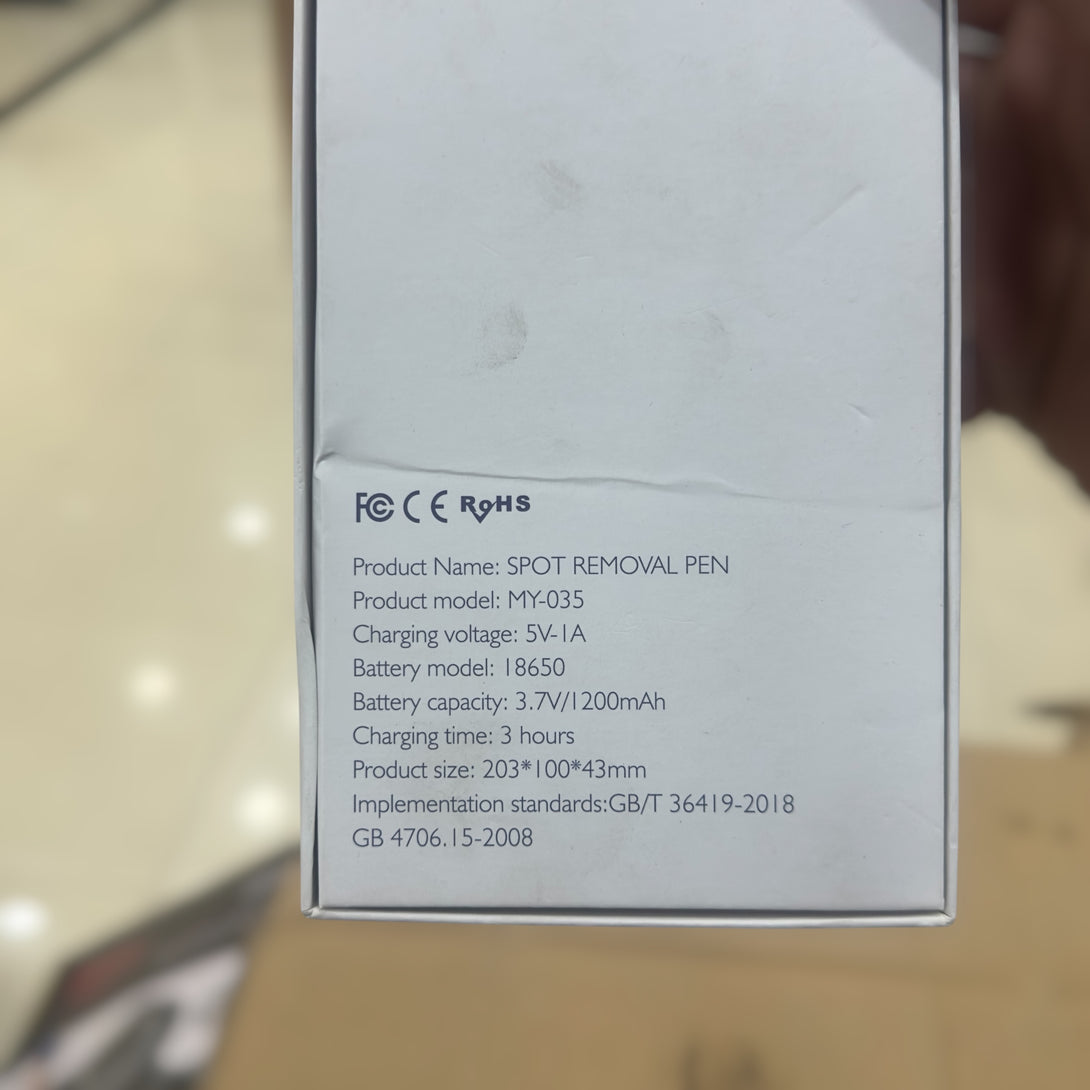 FC CE RoHS
Product Name: SPOT REMOVAL PEN
Product model: MY-035
Charging voltage: 5V-1A
Battery model: 18650
Battery capacity: 3.7V/1200mAh
Charging time: 3 hours
Product size: 203*100*43mm
Implementation standards:GB/T 36419-2018
GB 4706.15-2008